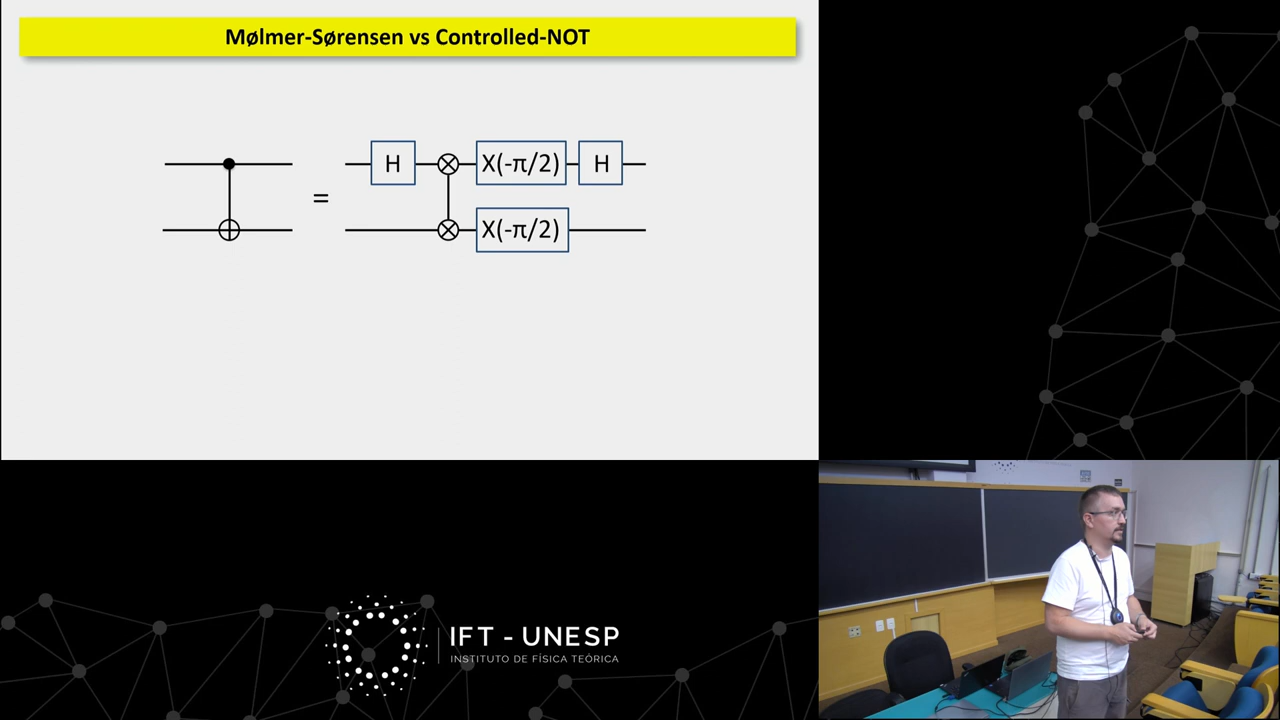 Mølmer-Sørensen vs Controlled-NOT
H X(-π/2) H
=
X(-π/2)
IFT - UNESP
INSTITUTO DE FÍSICA TEÓRICA